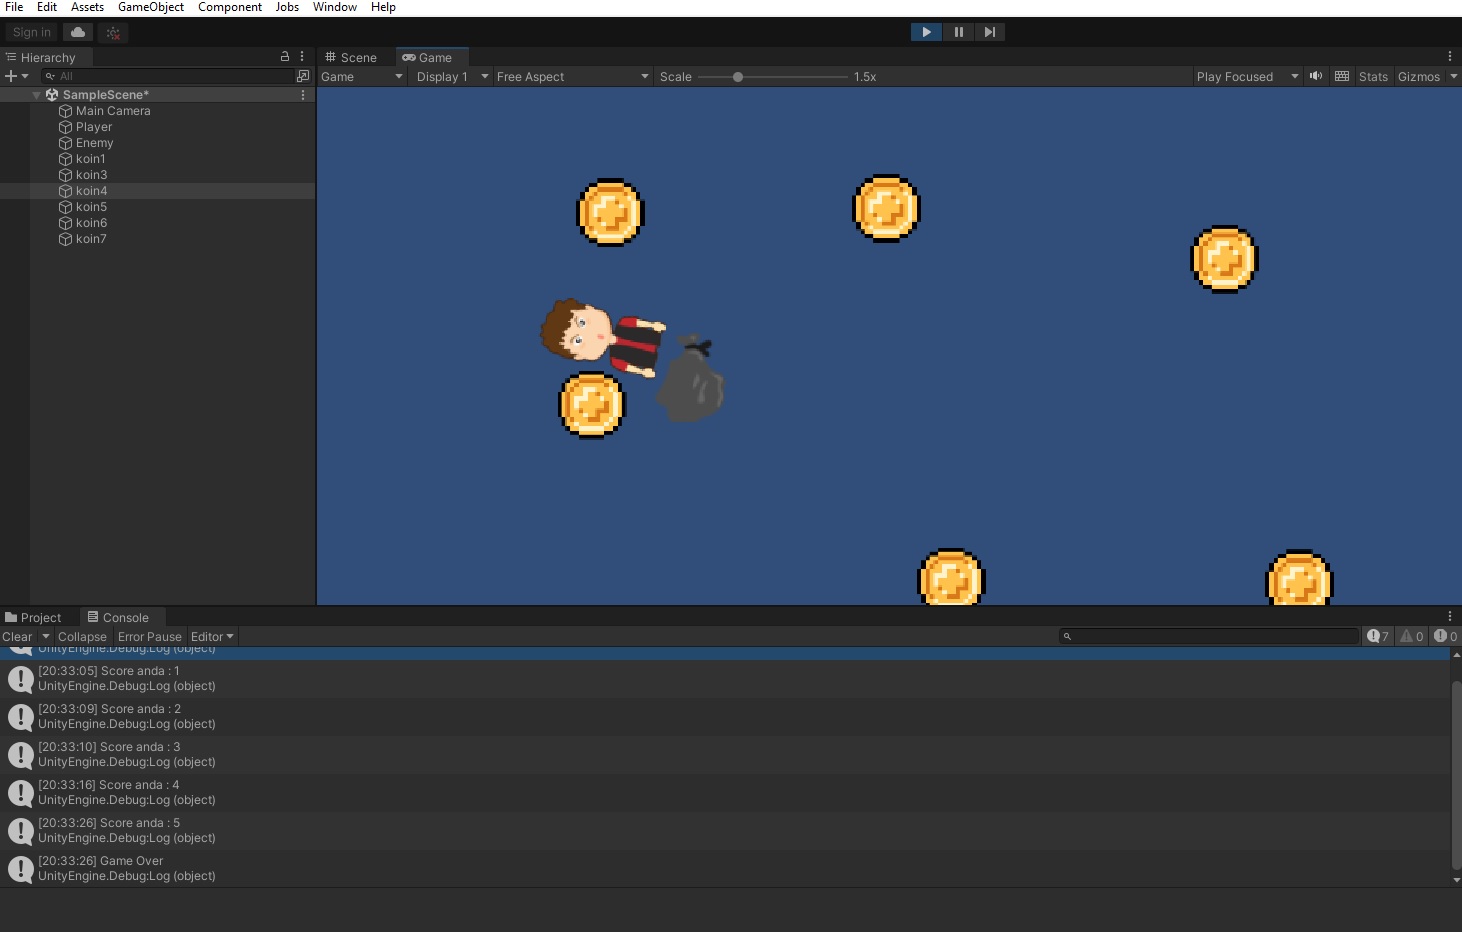 File Edit Assets GameObject Component Jobs Window Help
Sign in
Hierarchy
Scene Game
All
Game Display 1 Free Aspect Scale 1.5x Play Focused Stats Gizmos
SampleScene*
Main Camera
Player
Enemy
koin1
koin3
koin4
koin5
koin6
koin7
Project Console
Clear Collapse Error Pause Editor 7 0 0
UnityEngine.Debug:Log (object)
[20:33:05] Score anda : 1
UnityEngine.Debug:Log (object)
[20:33:09] Score anda : 2
UnityEngine.Debug:Log (object)
[20:33:10] Score anda : 3
UnityEngine.Debug:Log (object)
[20:33:16] Score anda : 4
UnityEngine.Debug:Log (object)
[20:33:26] Score anda : 5
UnityEngine.Debug:Log (object)
[20:33:26] Game Over
UnityEngine.Debug:Log (object)